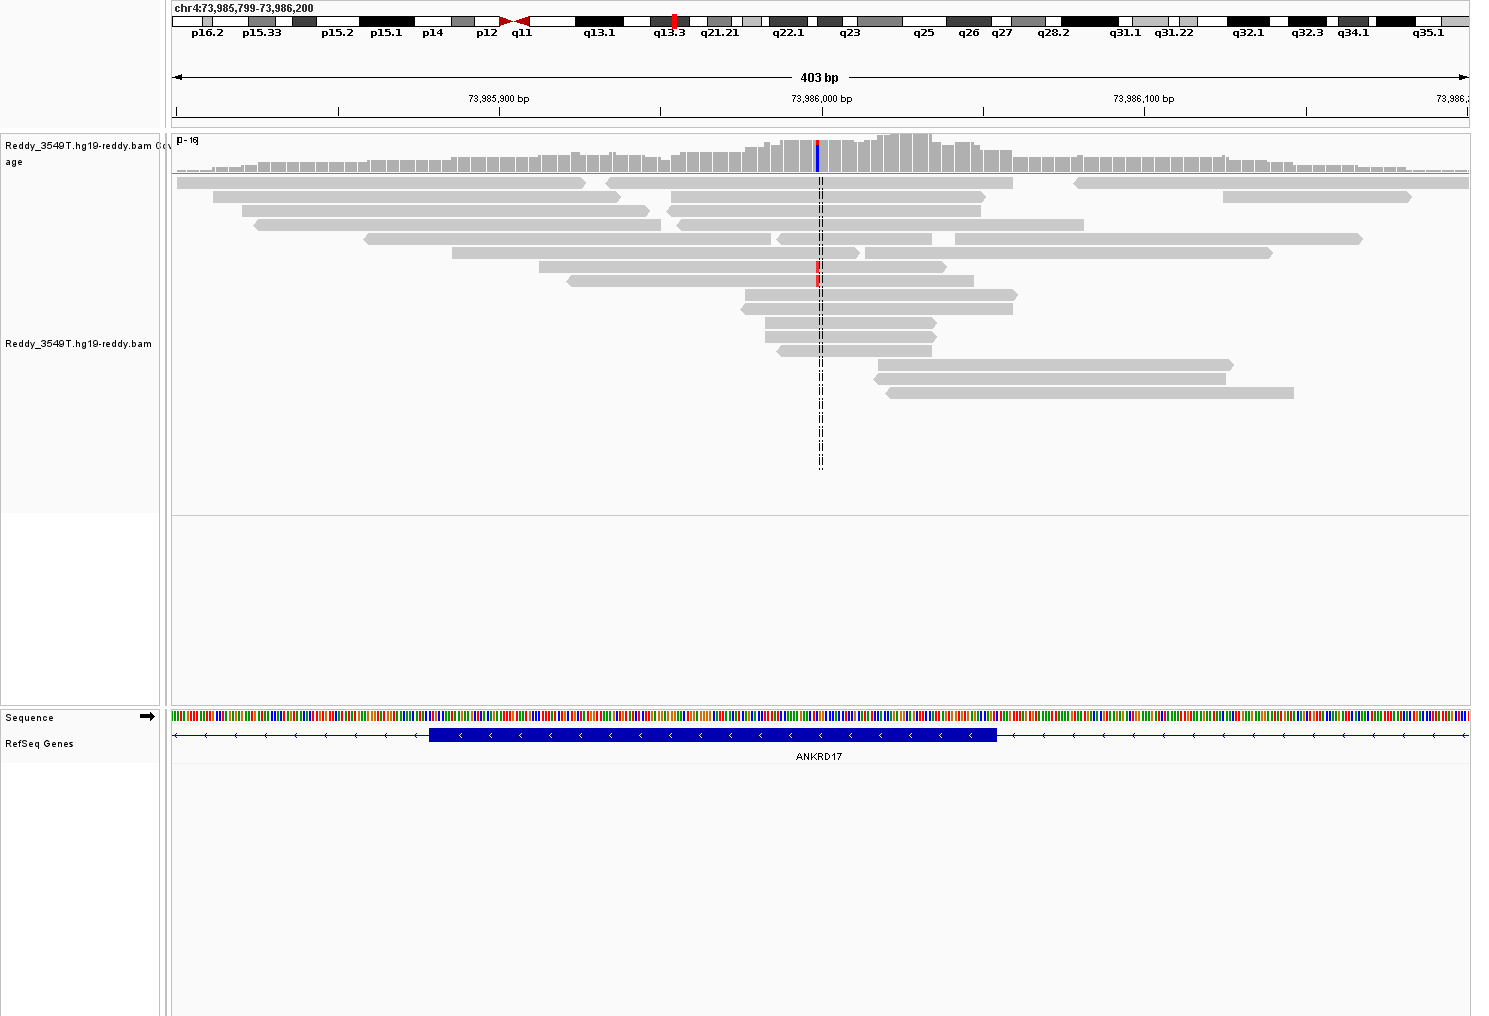 chr4:73,985,799-73,986,200
p16.2 p15.33 p15.2 p15.1 p14 p12 q11 q13.1 q13.3 q21.21 q22.1 q23 q25 q26 q27 q28.2 q31.1 q31.22 q32.1 q32.3 q34.1 q35.1
403 bp
73,985,900 bp 73,986,000 bp 73,986,100 bp 73,986,
Reddy_3549T.hg19-reddy.bam Cov
[0 - 16]
age
Reddy_3549T.hg19-reddy.bam
Sequence
RefSeq Genes
ANKRD17